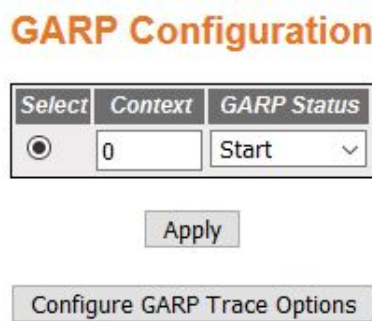 GARP Configuration
Select Context GARP Status
0 Start
Apply
Configure GARP Trace Options